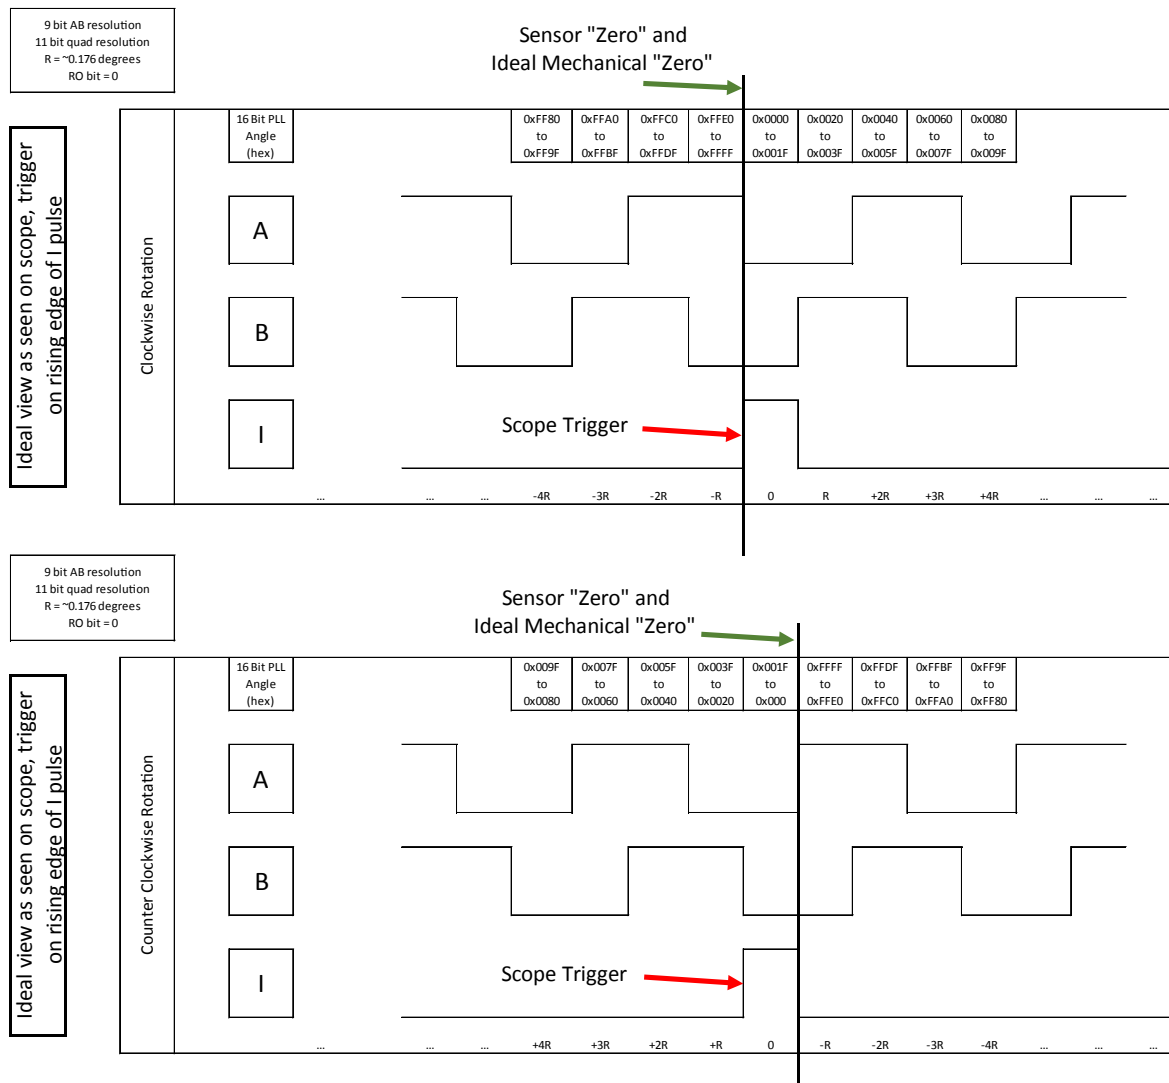 9 bit AB resolution
11 bit quad resolution
R = ~0.176 degrees
RO bit = 0
Sensor "Zero" and
Ideal Mechanical "Zero"
Ideal view as seen on scope, trigger
on rising edge of I pulse
Clockwise Rotation
16 Bit PLL
Angle
(hex)
0xFF80 0xFFA0 0xFFC0 0xFFE0 0x0000 0x0020 0x0040 0x0060 0x0080
to to to to to to to to to
0xFF9F 0xFFBF 0xFFDF 0xFFFF 0x001F 0x003F 0x005F 0x007F 0x009F
A
B
I
Scope Trigger
... ... ... -4R -3R -2R -R 0 R +2R +3R +4R ... ... ...
9 bit AB resolution
11 bit quad resolution
R = ~0.176 degrees
RO bit = 0
Sensor "Zero" and
Ideal Mechanical "Zero"
Ideal view as seen on scope, trigger
on rising edge of I pulse
Counter Clockwise Rotation
16 Bit PLL
Angle
(hex)
0x009F 0x007F 0x005F 0x003F 0x001F 0xFFFF 0xFFDF 0xFFBF 0xFF9F
to to to to to to to to to
0x0080 0x0060 0x0040 0x0020 0x000 0xFFE0 0xFFC0 0xFFA0 0xFF80
A
B
I
Scope Trigger
... ... ... +4R +3R +2R +R 0 -R -2R -3R -4R ... ... ...